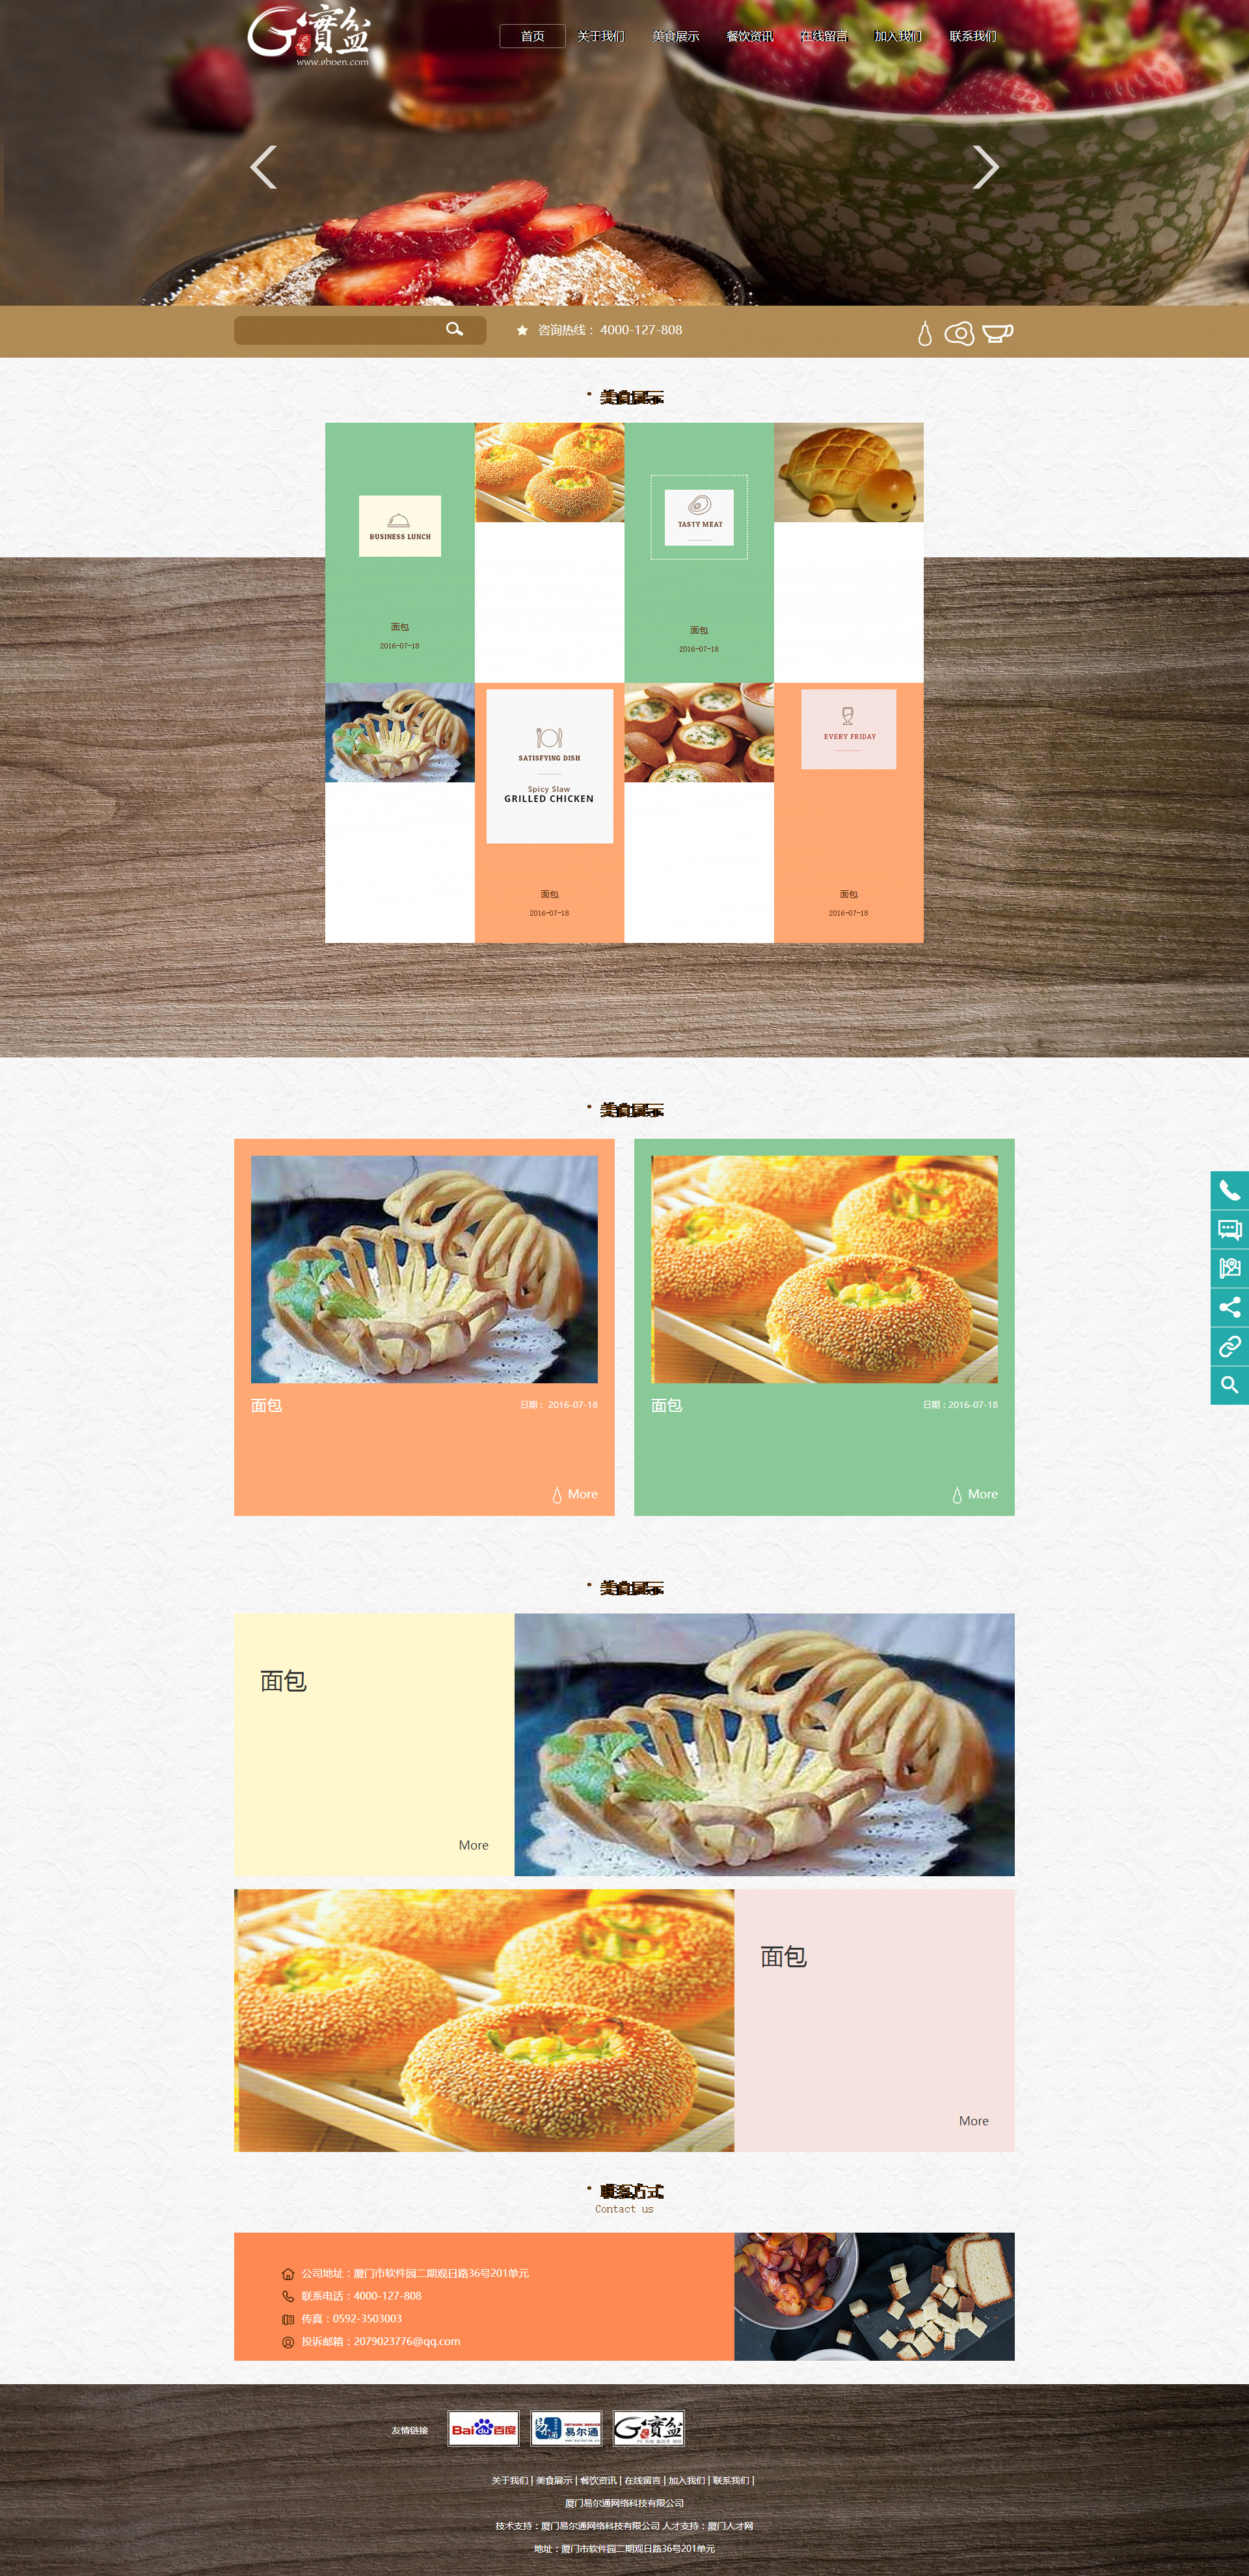 G寳盆
www.gbpen.com
首页 关于我们 美食展示 餐饮资讯 在线留言 加入我们 联系我们
咨询热线： 4000-127-808
美食展示
BUSINESS LUNCH
面包
2016-07-18
TASTY MEAT
面包
2016-07-18
SATISFYING DISH
Spicy Slaw
GRILLED CHICKEN
面包
2016-07-18
EVERY FRIDAY
面包
2016-07-18
美食展示
面包
日期： 2016-07-18
More
面包
日期：2016-07-18
More
美食展示
面包
More
面包
More
联系方式
Contact us
公司地址：厦门市软件园二期观日路36号201单元
联系电话：4000-127-808
传真：0592-3503003
投诉邮箱：2079023776@qq.com
友情链接
Bai du 百度
易尔通
G寳盆
关于我们 | 美食展示 | 餐饮资讯 | 在线留言 | 加入我们 | 联系我们 |
厦门易尔通网络科技有限公司
技术支持：厦门易尔通网络科技有限公司 人才支持：厦门人才网
地址：厦门市软件园二期观日路36号201单元